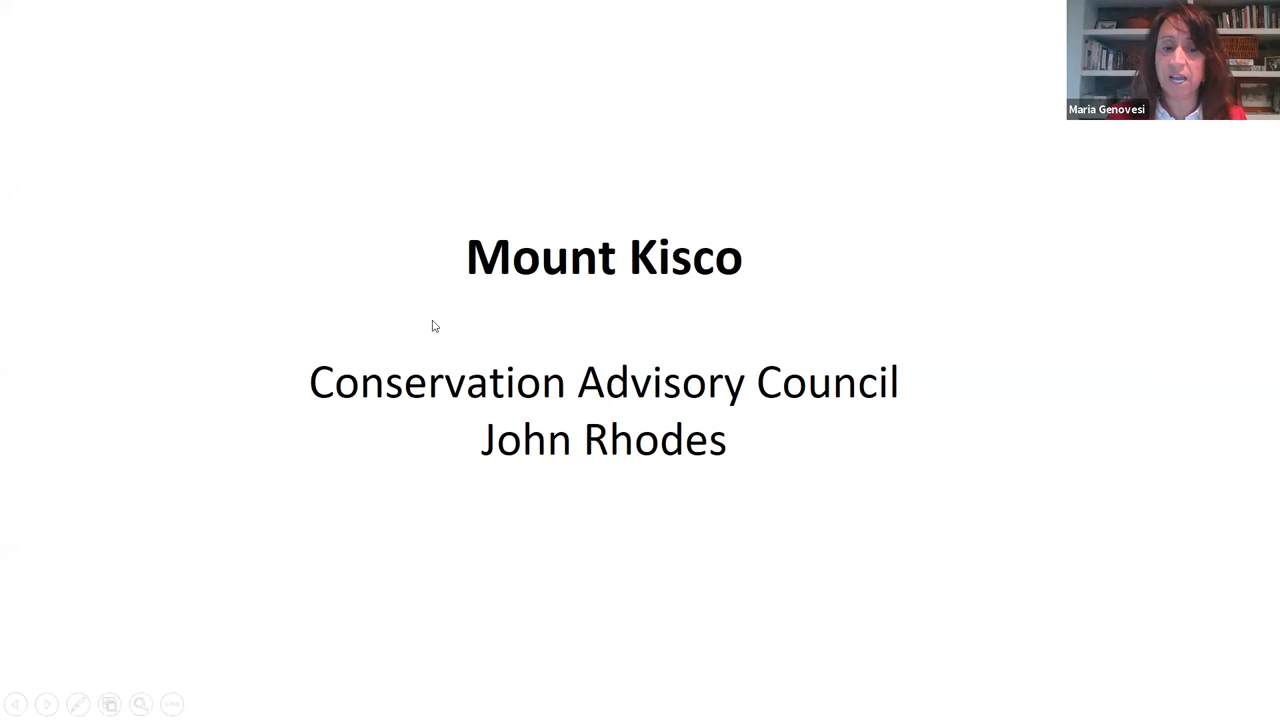 Maria Genovesi
Mount Kisco
Conservation Advisory Council
John Rhodes